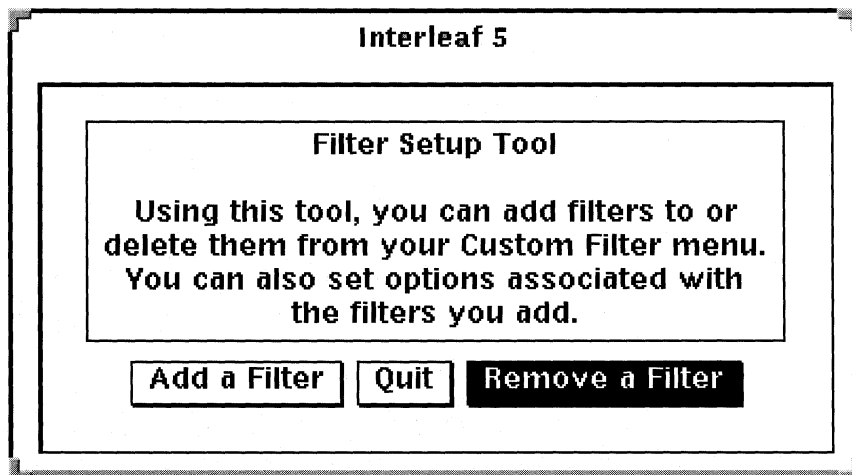 Interleaf 5
Filter Setup Tool
Using this tool, you can add filters to or
delete them from your Custom Filter menu.
You can also set options associated with
the filters you add.
Add a Filter Quit Remove a Filter